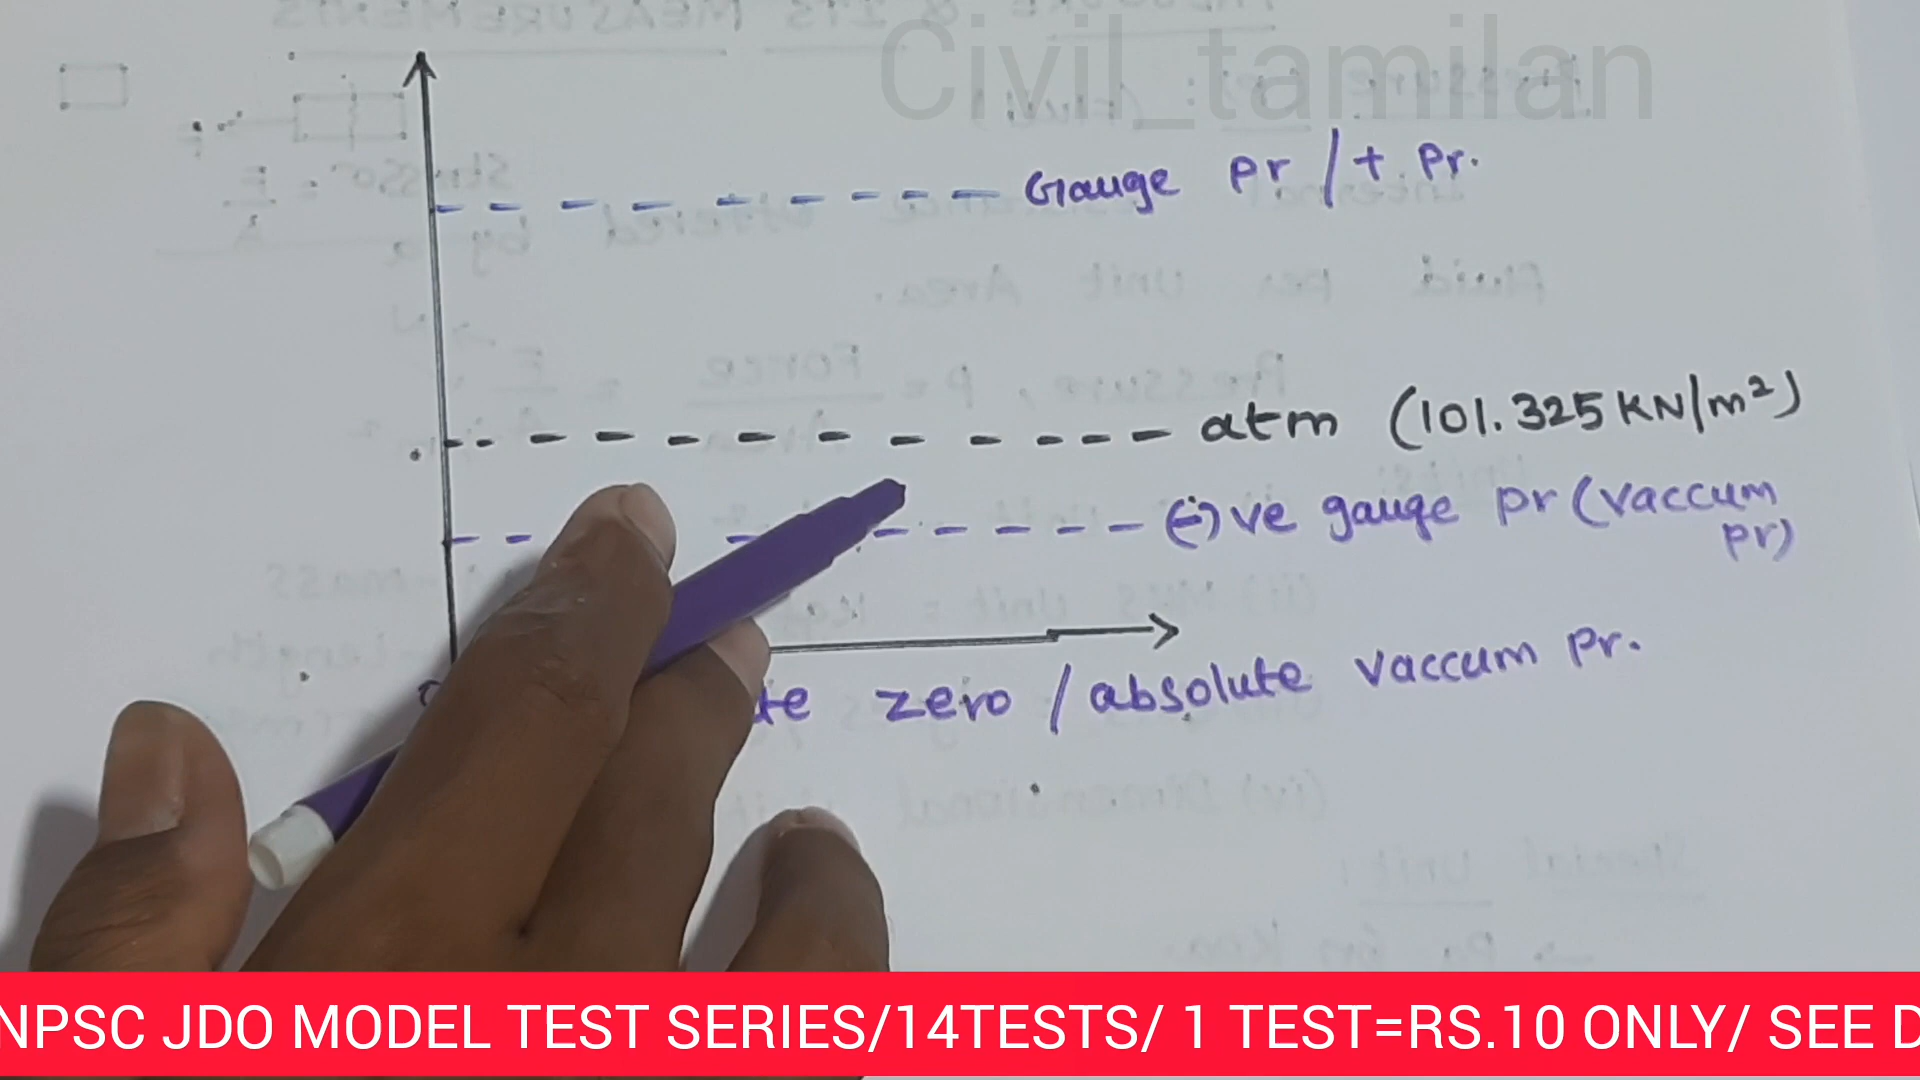 Civil_tamilan
Gauge pr / + pr.
atm (101.325 KN/m²)
(-)ve gauge pr (vaccum
pr)
te zero / absolute vaccum pr.
NPSC JDO MODEL TEST SERIES/14TESTS/ 1 TEST=RS.10 ONLY/ SEE D